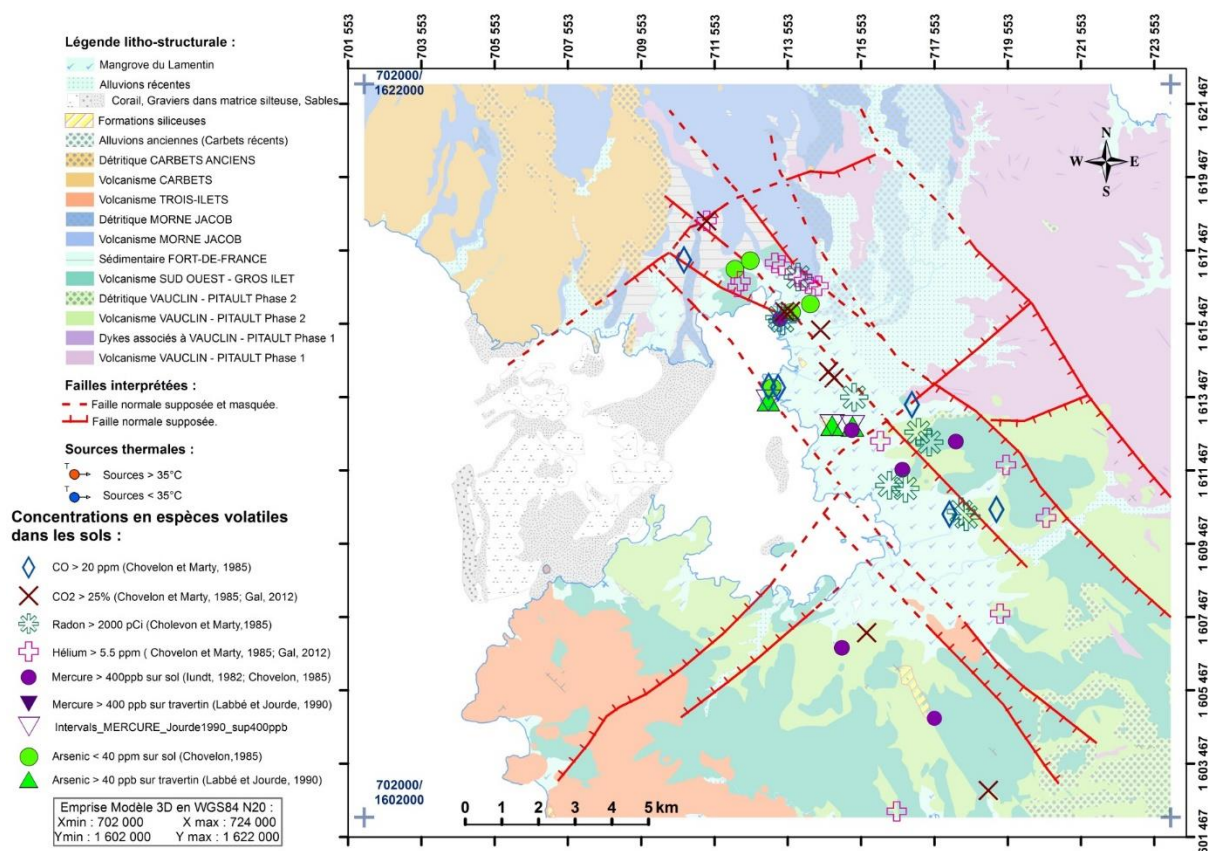 701 553
703 553
705 553
707 553
709 553
711 553
713 553
715 553
717 553
719 553
721 553
723 553
Légende litho-structurale :
Mangrove du Lamentin
Alluvions récentes
Corail, Graviers dans matrice silteuse, Sables
Formations siliceuses
Alluvions anciennes (Carbets récents)
Détritique CARBETS ANCIENS
Volcanisme CARBETS
Volcanisme TROIS-ILETS
Détritique MORNE JACOB
Volcanisme MORNE JACOB
Sédimentaire FORT-DE-FRANCE
Volcanisme SUD OUEST - GROS ILET
Détritique VAUCLIN - PITAULT Phase 2
Volcanisme VAUCLIN - PITAULT Phase 2
Dykes associés à VAUCLIN - PITAULT Phase 1
Volcanisme VAUCLIN - PITAULT Phase 1
Failles interprétées :
Faille normale supposée et masquée.
Faille normale supposée.
Sources thermales :
T
Sources > 35°C
T
Sources < 35°C
Concentrations en espèces volatiles
dans les sols :
CO > 20 ppm (Chovelon et Marty, 1985)
CO2 > 25% (Chovelon et Marty, 1985; Gal, 2012)
Radon > 2000 pCi (Cholevon et Marty,1985)
Hélium > 5.5 ppm ( Chovelon et Marty, 1985; Gal, 2012)
Mercure > 400ppb sur sol (Iundt, 1982; Chovelon, 1985)
Mercure > 400 ppb sur travertin (Labbé et Jourde, 1990)
Intervals_MERCURE_Jourde1990_sup400ppb
Arsenic < 40 ppm sur sol (Chovelon,1985)
Arsenic > 40 ppb sur travertin (Labbé et Jourde, 1990)
Emprise Modèle 3D en WGS84 N20 :
Xmin : 702 000 X max : 724 000
Ymin : 1 602 000 Y max : 1 622 000
702000/
1622000
N
W E
S
702000/
1602000
0 1 2 3 4 5 km
1 621 467
1 619 467
1 617 467
1 615 467
1 613 467
1 611 467
1 609 467
1 607 467
1 605 467
1 603 467
1 601 467